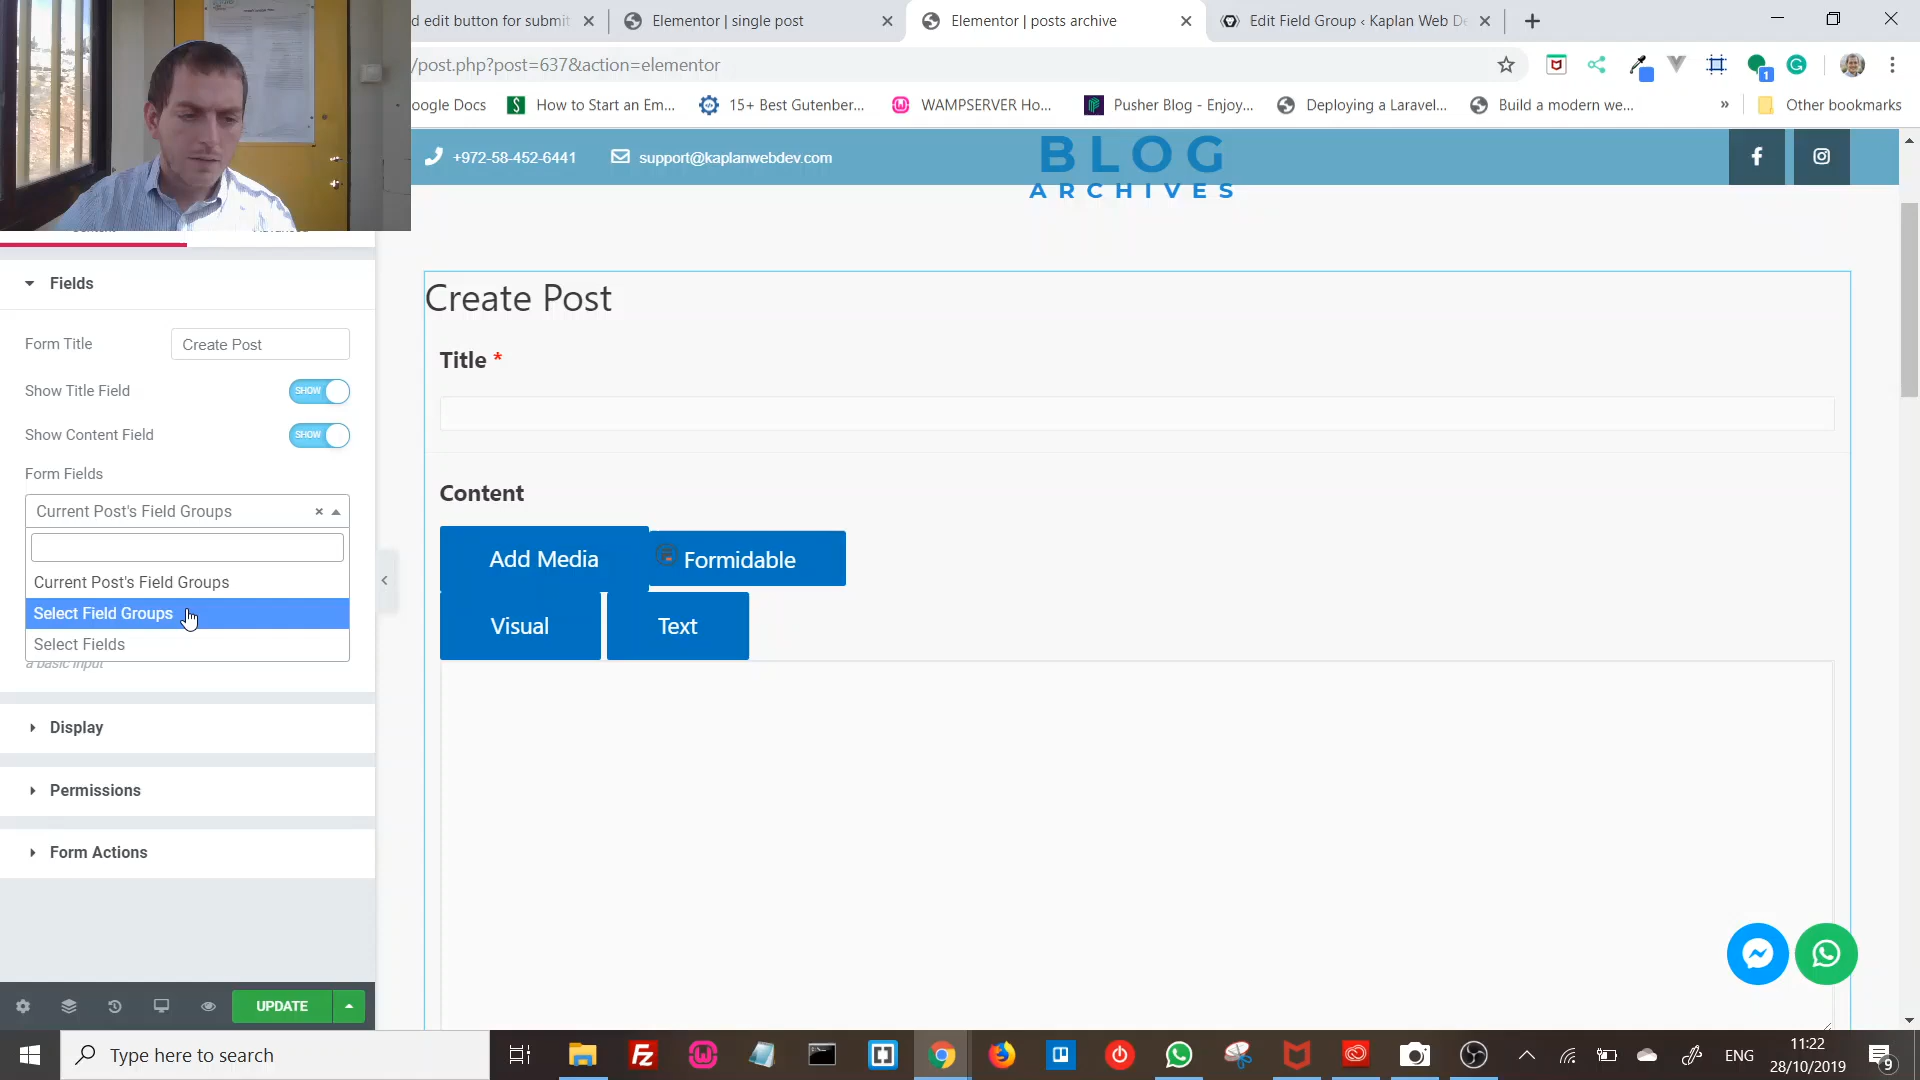 d edit button for submit
Elementor | single post
Elementor | posts archive
Edit Field Group ‹ Kaplan Web De
/post.php?post=637&action=elementor
oogle Docs
How to Start an Em...
15+ Best Gutenber...
WAMPSERVER Ho...
Pusher Blog - Enjoy...
Deploying a Laravel...
Build a modern we...
»
Other bookmarks
+972-58-452-6441
support@kaplanwebdev.com
BLOG
ARCHIVES
Fields
Form Title
Create Post
Show Title Field
SHOW
Show Content Field
SHOW
Form Fields
Current Post's Field Groups
Current Post's Field Groups
Select Field Groups
Select Fields
a basic input
Display
Permissions
Form Actions
UPDATE
Create Post
Title *
Content
Add Media
Formidable
Visual
Text
Type here to search
ENG
11:22
28/10/2019
9